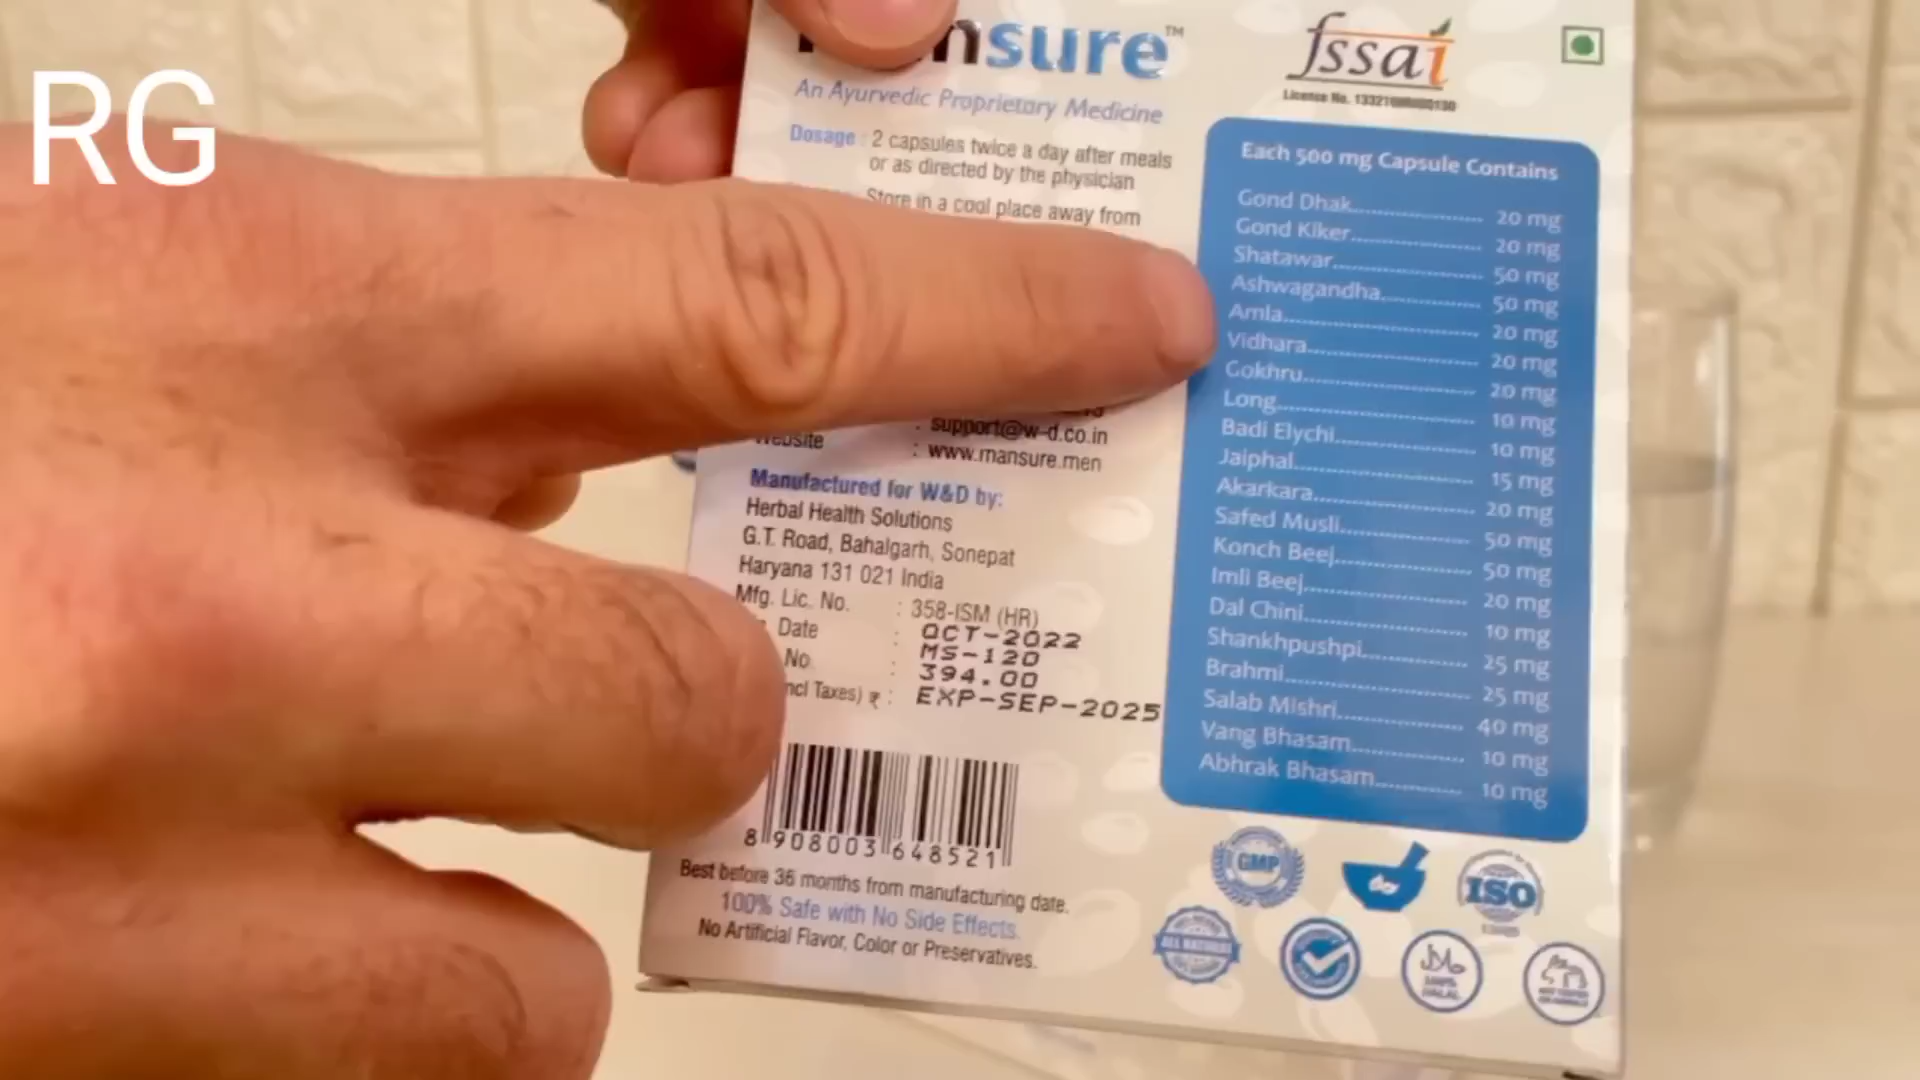 RG
nsure™
An Ayurvedic Proprietary Medicine
Dosage : 2 capsules twice a day after meals
or as directed by the physician
Store in a cool place away from
: support@w-d.co.in
Website : www.mansure.men
Manufactured for W&D by:
Herbal Health Solutions
G.T. Road, Bahalgarh, Sonepat
Haryana 131 021 India
Mfg. Lic. No. : 358-ISM (HR)
Date : OCT-2022
No. : MS-120
394.00
ncl Taxes) ₹ : EXP-SEP-2025
8 908003 648521
Best before 36 months from manufacturing date.
100% Safe with No Side Effects.
No Artificial Flavor, Color or Preservatives.
fssai
License No.
Each 500 mg Capsule Contains
Gond Dhak 20 mg
Gond Kiker 20 mg
Shatawar 50 mg
Ashwagandha 50 mg
Amla 20 mg
Vidhara 20 mg
Gokhru 20 mg
Long 10 mg
Badi Elychi 10 mg
Jaiphal 15 mg
Akarkara 20 mg
Safed Musli 50 mg
Konch Beej 50 mg
Imli Beej 20 mg
Dal Chini 10 mg
Shankhpushpi 25 mg
Brahmi 25 mg
Salab Mishri 40 mg
Vang Bhasam 10 mg
Abhrak Bhasam 10 mg
GMP
ISO
ALL NATURAL
100%
HALAL